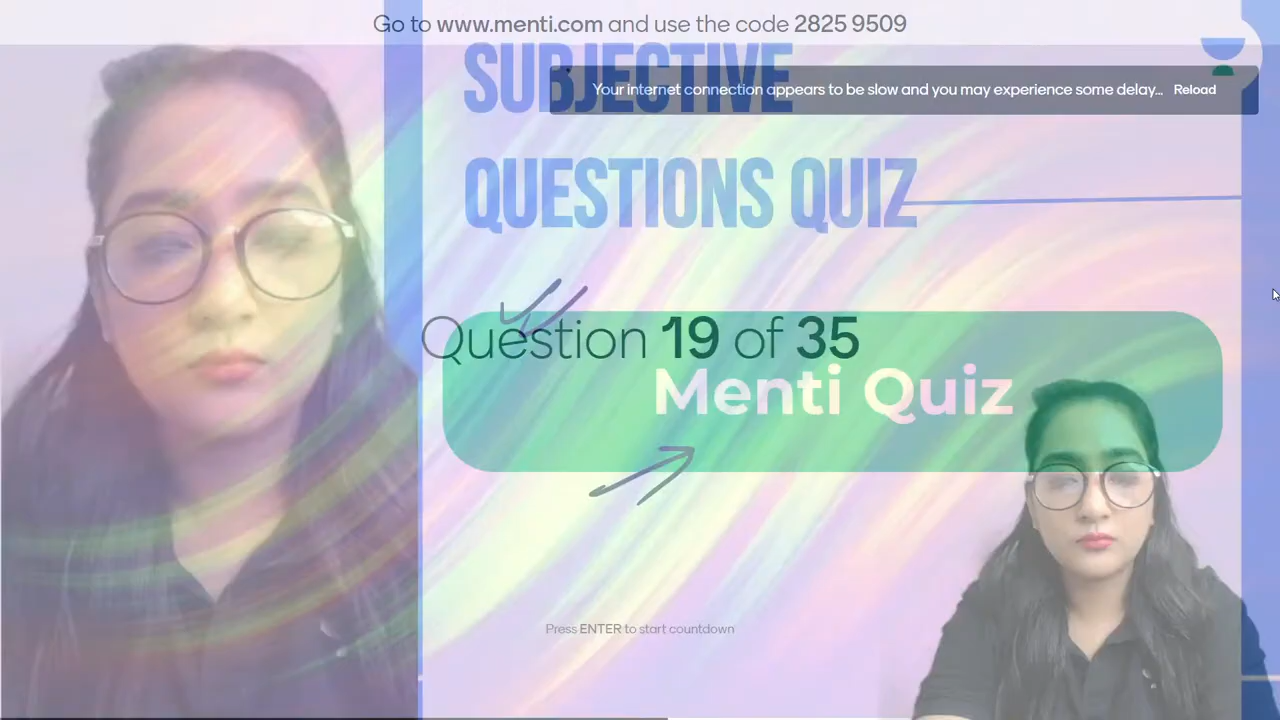 Go to www.menti.com and use the code 2825 9509
SUBJECTIVE
Your internet connection appears to be slow and you may experience some delay... Reload
QUESTIONS QUIZ
Question 19 of 35
Menti Quiz
Press ENTER to start countdown